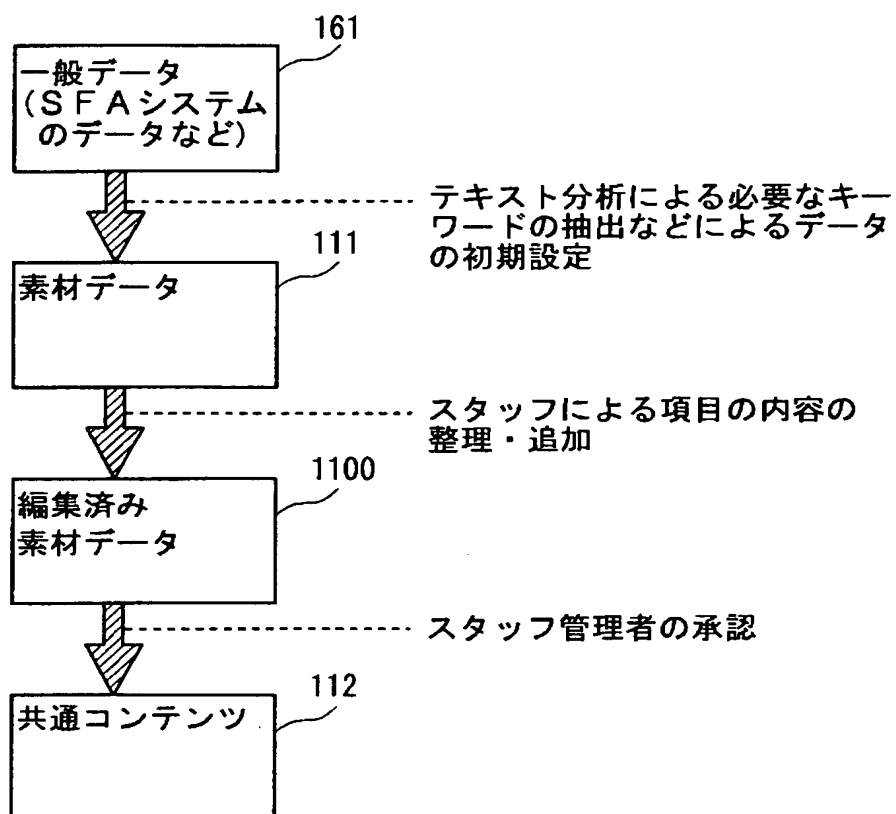 161
一般データ
(ＳＦＡシステム
のデータなど)
テキスト分析による必要なキー
ワードの抽出などによるデータ
の初期設定
111
素材データ
スタッフによる項目の内容の
整理・追加
1100
編集済み
素材データ
スタッフ管理者の承認
112
共通コンテンツ